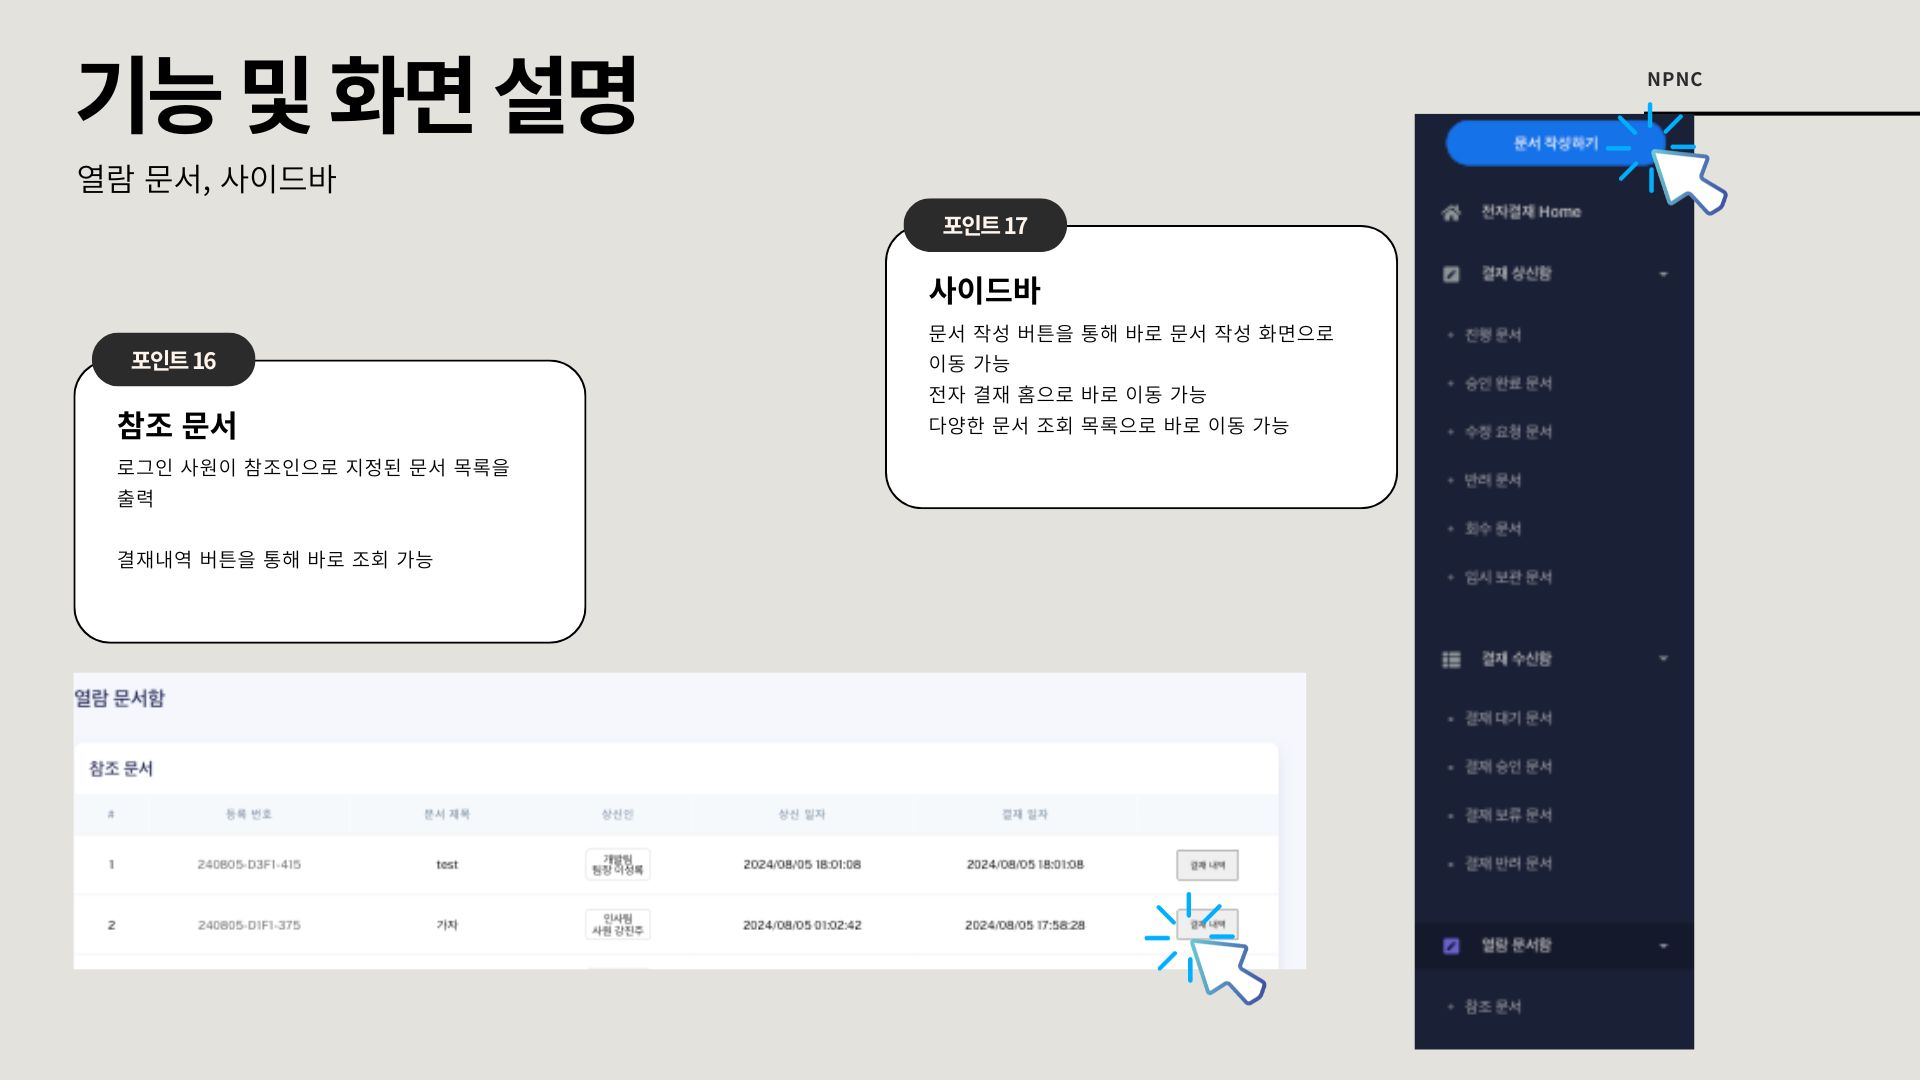 기능 및 화면 설명
열람 문서, 사이드바
NPNC
포인트 16
참조 문서
로그인 사원이 참조인으로 지정된 문서 목록을
출력
결재내역 버튼을 통해 바로 조회 가능
포인트 17
사이드바
문서 작성 버튼을 통해 바로 문서 작성 화면으로
이동 가능
전자 결재 홈으로 바로 이동 가능
다양한 문서 조회 목록으로 바로 이동 가능
열람 문서함
참조 문서
# 등록 번호 문서 제목 상신인 상신 일자 결재 일자
1 240805-D3F1-415 test 개발팀 팀장 이성록 2024/08/05 18:01:08 2024/08/05 18:01:08 결재 내역
2 240805-D1F1-375 가자 인사팀 사원 강진주 2024/08/05 01:02:42 2024/08/05 17:58:28 결재 내역
문서 작성하기
전자결재 Home
결재 상신함
진행 문서
승인 완료 문서
수정 요청 문서
반려 문서
회수 문서
임시 보관 문서
결재 수신함
결재 대기 문서
결재 승인 문서
결재 보류 문서
결재 반려 문서
열람 문서함
참조 문서